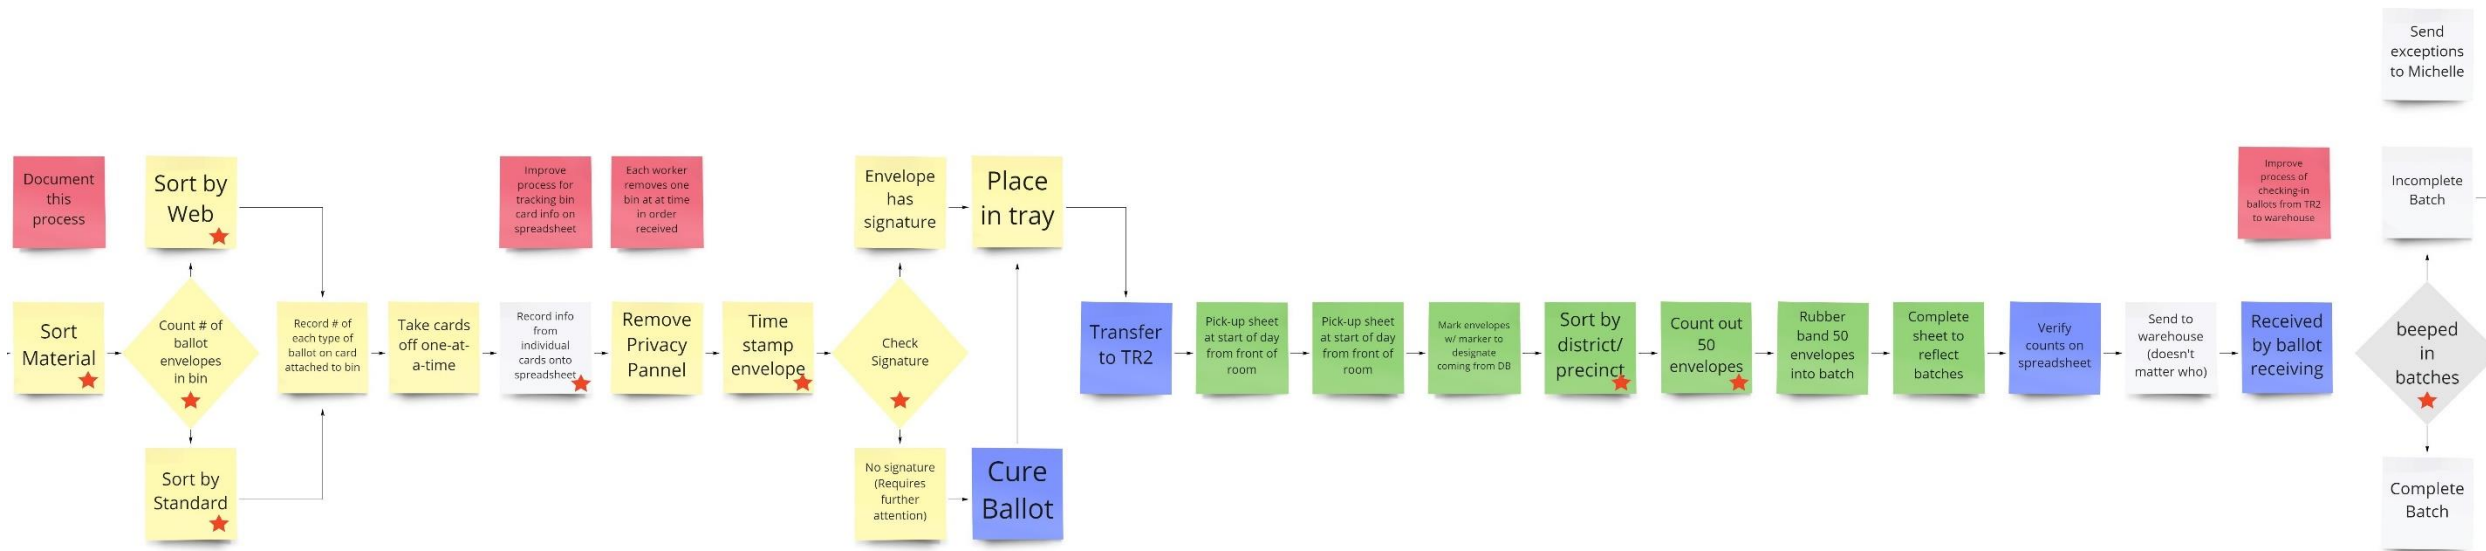 Document
this
process
Sort
Material
Sort by
Web
Count # of
ballot
envelopes
in bin
Sort by
Standard
Record # of
each type of
ballot on card
attached to bin
Take cards
off one-at-
a-time
Improve
process for
tracking bin
card info on
spreadsheet
Record info
from
individual
cards onto
spreadsheet
Each worker
removes one
bin at at time
in order
received
Remove
Privacy
Pannel
Time
stamp
envelope
Envelope
has
signature
Check
Signature
No signature
(Requires
further
attention)
Place
in tray
Cure
Ballot
Transfer
to TR2
Pick-up sheet
at start of day
from front of
room
Pick-up sheet
at start of day
from front of
room
Mark envelopes
w/ marker to
designate
coming from DB
Sort by
district/
precinct
Count out
50
envelopes
Rubber
band 50
envelopes
into batch
Complete
sheet to
reflect
batches
Verify
counts on
spreadsheet
Send to
warehouse
(doesn't
matter who)
Improve
process of
checking-in
ballots from TR2
to warehouse
Received
by ballot
receiving
Send
exceptions
to Michelle
Incomplete
Batch
beeped
in
batches
Complete
Batch